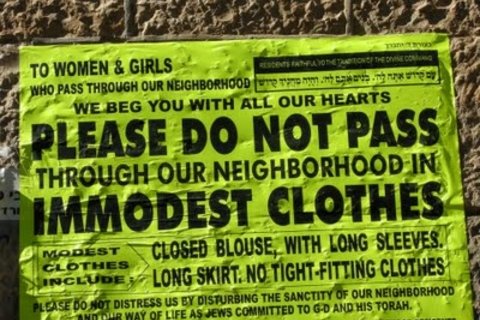 TO WOMEN & GIRLS
WHO PASS THROUGH OUR NEIGHBORHOOD
RESIDENTS FAITHFUL TO THE TRADITION OF THE DIVINE COMMAND
WE BEG YOU WITH ALL OUR HEARTS
PLEASE DO NOT PASS
THROUGH OUR NEIGHBORHOOD IN
IMMODEST CLOTHES
MODEST
CLOTHES
INCLUDE:
CLOSED BLOUSE, WITH LONG SLEEVES.
LONG SKIRT. NO TIGHT-FITTING CLOTHES
PLEASE DO NOT DISTRESS US BY DISTURBING THE SANCTITY OF OUR NEIGHBORHOOD
AND OUR WAY OF LIFE AS JEWS COMMITTED TO G-D AND HIS TORAH.